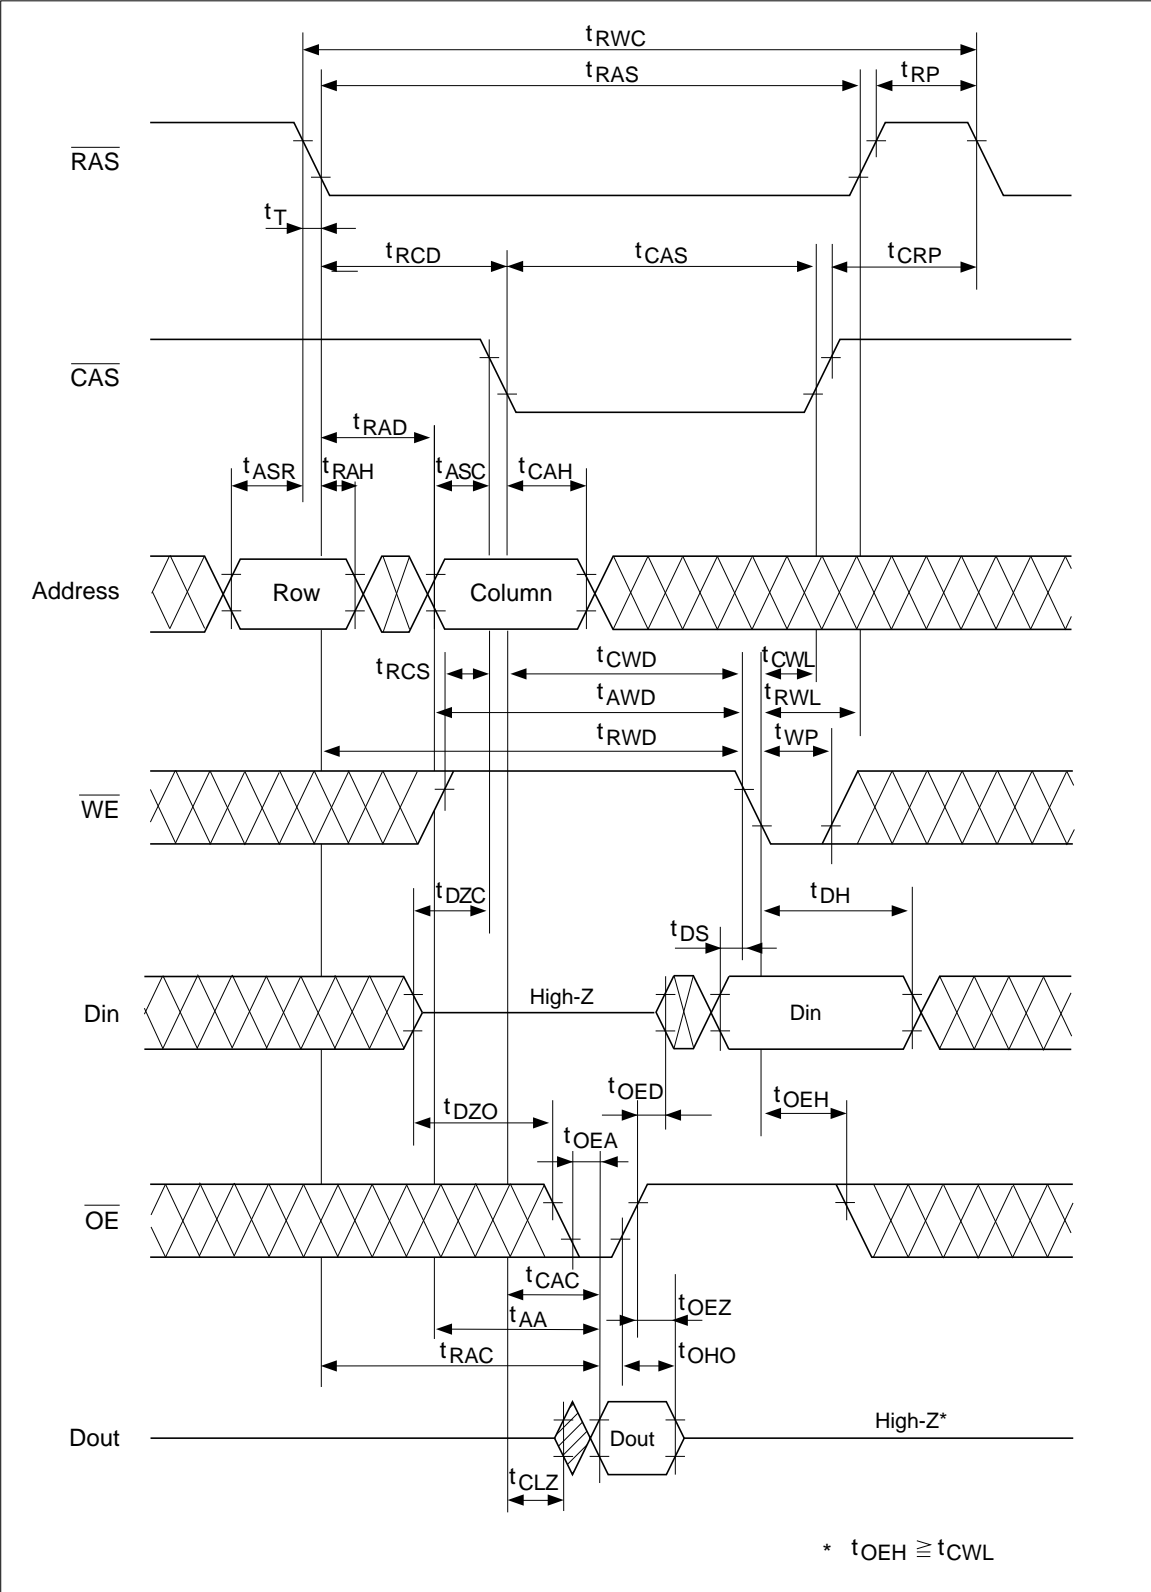 tRWC
tRAS
tRP
RAS
tT
tRCD
tCAS
tCRP
CAS
tRAD
tASR
tRAH
tASC
tCAH
Address
Row
Column
tRCS
tCWD
tCWL
tAWD
tRWL
tRWD
tWP
WE
tDZC
tDH
tDS
Din
High-Z
Din
tOED
tDZO
tOEH
tOEA
OE
tCAC
tAA
tOEZ
tRAC
tOHO
Dout
Dout
High-Z*
tCLZ
* tOEH ≧ tCWL